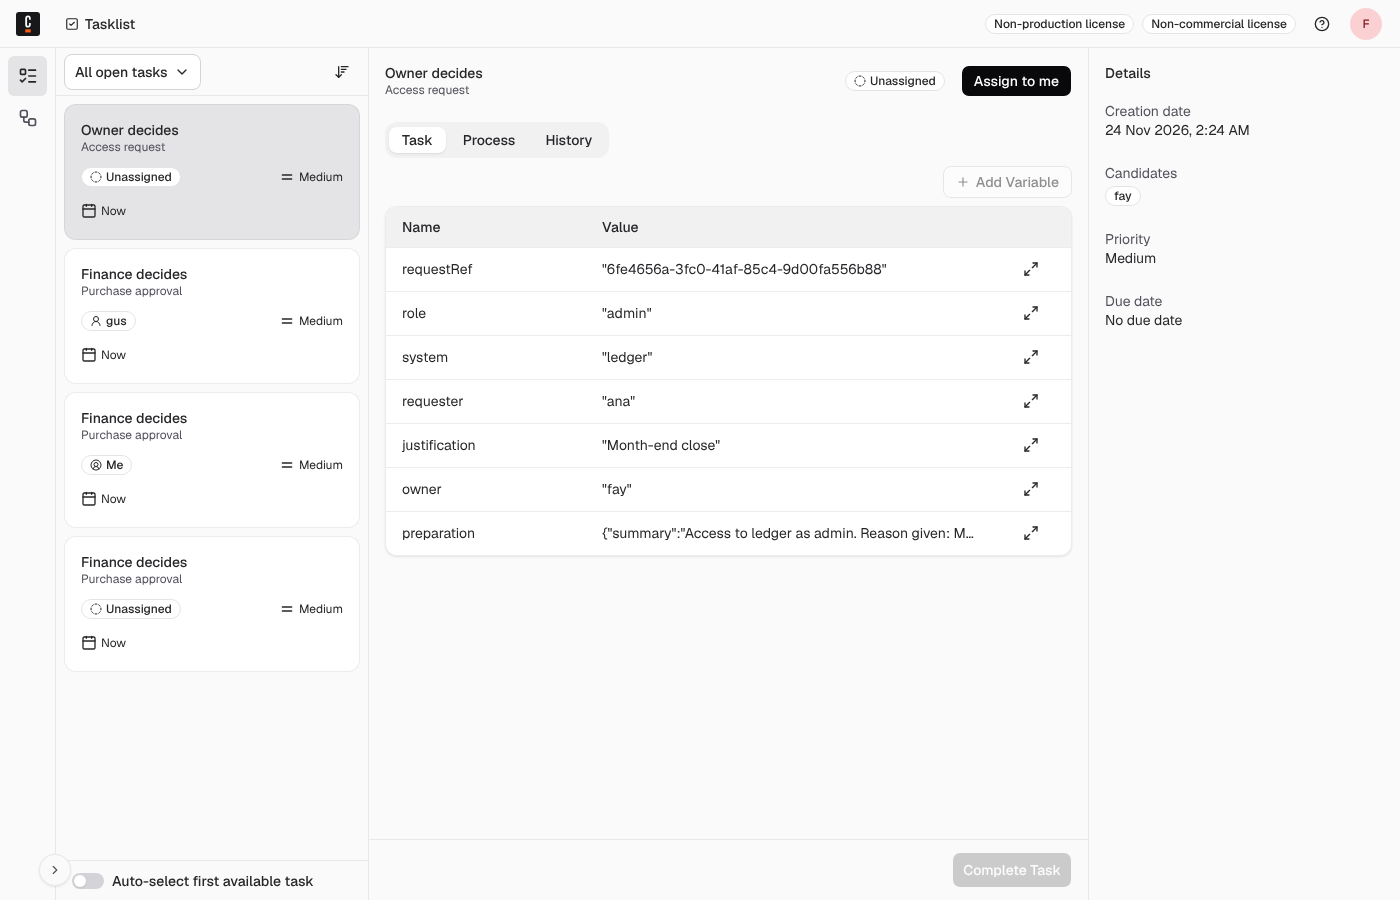 Tasklist
Non-production license
Non-commercial license
F
All open tasks
Owner decides
Access request
Unassigned
Medium
Now
Finance decides
Purchase approval
gus
Medium
Now
Finance decides
Purchase approval
Me
Medium
Now
Finance decides
Purchase approval
Unassigned
Medium
Now
Auto-select first available task
Owner decides
Access request
Unassigned
Assign to me
Task
Process
History
Add Variable
Name Value
requestRef "6fe4656a-3fc0-41af-85c4-9d00fa556b88"
role "admin"
system "ledger"
requester "ana"
justification "Month-end close"
owner "fay"
preparation {"summary":"Access to ledger as admin. Reason given: M...
Complete Task
Details
Creation date
24 Nov 2026, 2:24 AM
Candidates
fay
Priority
Medium
Due date
No due date